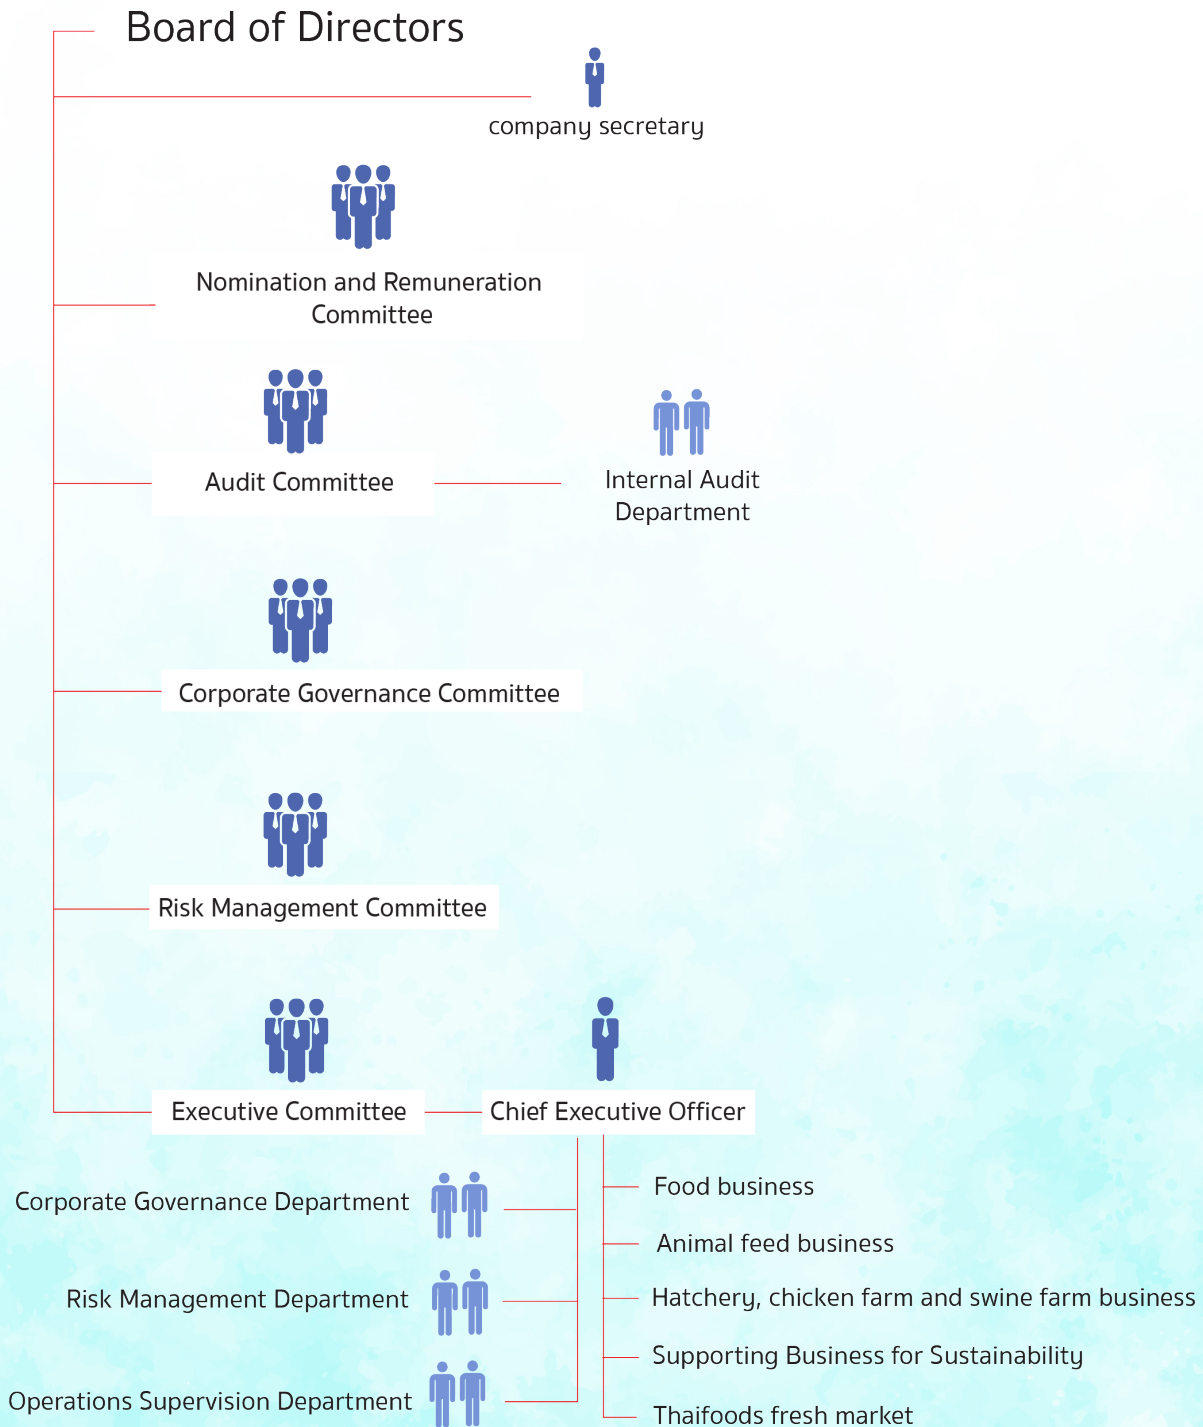 Board of Directors
company secretary
Nomination and Remuneration
Committee
Audit Committee
Internal Audit
Department
Corporate Governance Committee
Risk Management Committee
Executive Committee
Chief Executive Officer
Corporate Governance Department
Risk Management Department
Operations Supervision Department
Food business
Animal feed business
Hatchery, chicken farm and swine farm business
Supporting Business for Sustainability
Thaifoods fresh market